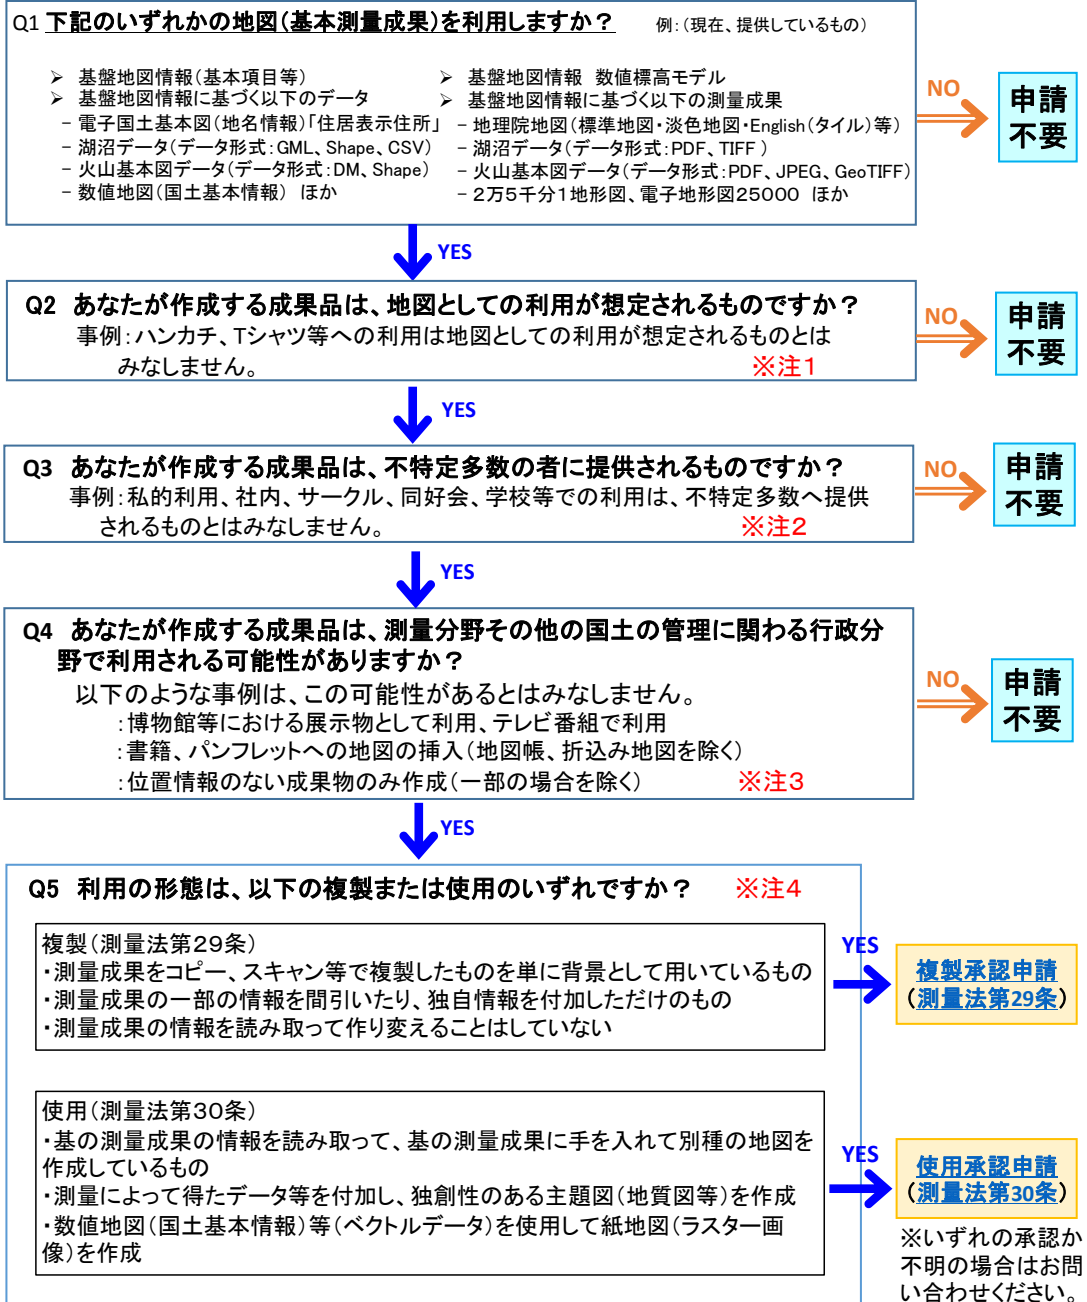 Q1 下記のいずれかの地図(基本測量成果)を利用しますか？　例：(現在、提供しているもの)
➢ 基盤地図情報(基本項目等)
➢ 基盤地図情報に基づく以下のデータ
－電子国土基本図(地名情報)「住居表示住所」
－湖沼データ(データ形式：GML、Shape、CSV)
－火山基本図データ(データ形式：DM、Shape)
－数値地図(国土基本情報) ほか
➢ 基盤地図情報 数値標高モデル
➢ 基盤地図情報に基づく以下の測量成果
－地理院地図(標準地図・淡色地図・English(タイル)等)
－湖沼データ(データ形式：PDF、TIFF )
－火山基本図データ(データ形式：PDF、JPEG、GeoTIFF)
－2万5千分1地形図、電子地形図25000 ほか
NO
申請
不要
YES
Q2 あなたが作成する成果品は、地図としての利用が想定されるものですか？
事例：ハンカチ、Tシャツ等への利用は地図としての利用が想定されるものとは
みなしません。 ※注1
NO
申請
不要
YES
Q3 あなたが作成する成果品は、不特定多数の者に提供されるものですか？
事例：私的利用、社内、サークル、同好会、学校等での利用は、不特定多数へ提供
されるものとはみなしません。 ※注2
NO
申請
不要
YES
Q4 あなたが作成する成果品は、測量分野その他の国土の管理に関わる行政分
野で利用される可能性がありますか？
以下のような事例は、この可能性があるとはみなしません。
：博物館等における展示物として利用、テレビ番組で利用
：書籍、パンフレットへの地図の挿入(地図帳、折込み地図を除く)
：位置情報のない成果物のみ作成(一部の場合を除く) ※注3
NO
申請
不要
YES
Q5 利用の形態は、以下の複製または使用のいずれですか？ ※注4
複製(測量法第29条)
・測量成果をコピー、スキャン等で複製したものを単に背景として用いているもの
・測量成果の一部の情報を間引いたり、独自情報を付加しただけのもの
・測量成果の情報を読み取って作り変えることはしていない
YES
複製承認申請
(測量法第29条)
使用(測量法第30条)
・基の測量成果の情報を読み取って、基の測量成果に手を入れて別種の地図を
作成しているもの
・測量によって得たデータ等を付加し、独創性のある主題図(地質図等)を作成
・数値地図(国土基本情報)等(ベクトルデータ)を使用して紙地図(ラスター画
像)を作成
YES
使用承認申請
(測量法第30条)
※いずれの承認か
不明の場合はお問
い合わせください。